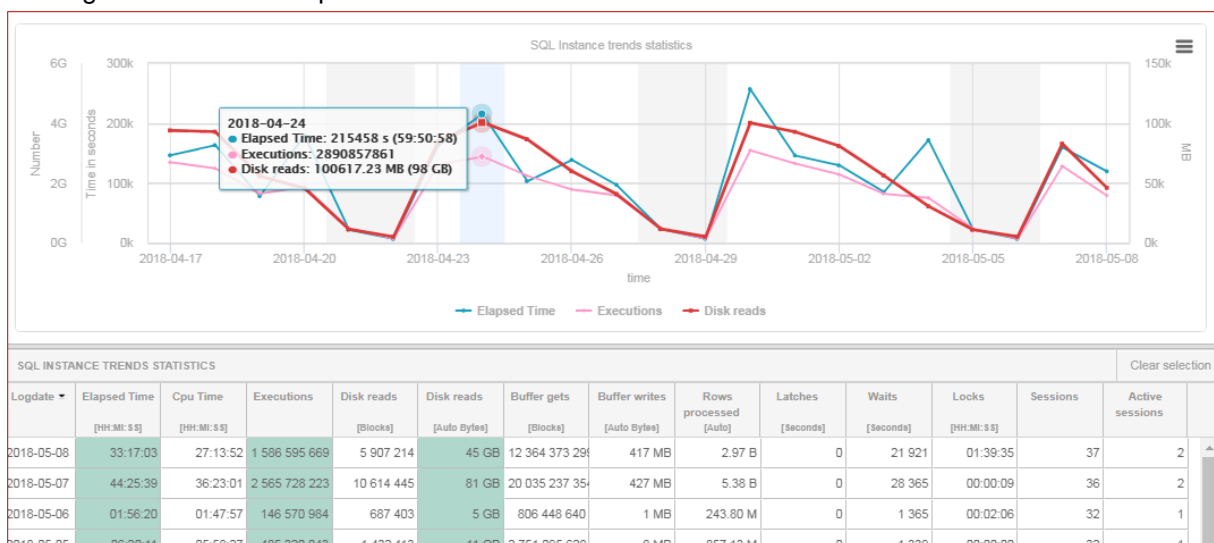 SQL Instance trends statistics
6G 300k 150k
4G 200k 100k
2G 100k 50k
0G 0k 0k
Number
Time in seconds
MB
2018-04-24
Elapsed Time: 215458 s (59:50:58)
Executions: 2890857861
Disk reads: 100617.23 MB (98 GB)
2018-04-17 2018-04-20 2018-04-23 2018-04-26 2018-04-29 2018-05-02 2018-05-05 2018-05-08
time
Elapsed Time Executions Disk reads
SQL INSTANCE TRENDS STATISTICS Clear selection
Logdate Elapsed Time Cpu Time Executions Disk reads Disk reads Buffer gets Buffer writes Rows processed Latches Waits Locks Sessions Active sessions
[HH:MI:SS] [HH:MI:SS] [Blocks] [Auto Bytes] [Blocks] [Auto Bytes] [Auto] [Seconds] [Seconds] [HH:MI:SS]
2018-05-08 33:17:03 27:13:52 1 586 595 669 5 907 214 45 GB 12 364 373 299 417 MB 2.97 B 0 21 921 01:39:35 37 2
2018-05-07 44:25:39 36:23:01 2 565 728 223 10 614 445 81 GB 20 035 237 354 427 MB 5.38 B 0 28 365 00:00:09 36 2
2018-05-06 01:56:20 01:47:57 146 570 984 687 403 5 GB 806 448 640 1 MB 243.80 M 0 1 365 00:02:06 32 1